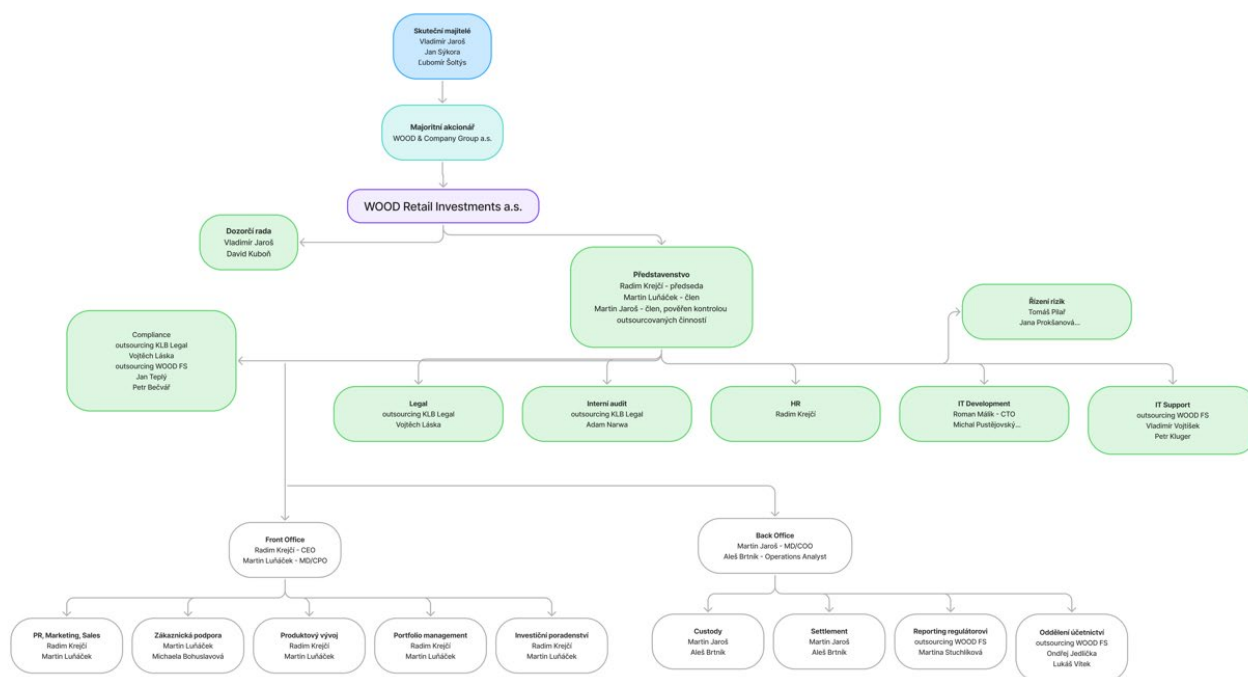 Skuteční majitelé
Vladimír Jaroš
Jan Sýkora
Ľubomír Šoltýs
Majoritní akcionář
WOOD & Company Group a.s.
WOOD Retail Investments a.s.
Dozorčí rada
Vladimír Jaroš
David Kuboň
Představenstvo
Radim Krejčí - předseda
Martin Luňáček - člen
Martin Jaroš - člen, pověřen kontrolou
outsourcovaných činností
Řízení rizik
Tomáš Pilař
Jana Prokšanová...
Compliance
outsourcing KLB Legal
Vojtěch Láska
outsourcing WOOD FS
Jan Teplý
Petr Bečvář
Legal
outsourcing KLB Legal
Vojtěch Láska
Interní audit
outsourcing KLB Legal
Adam Narwa
HR
Radim Krejčí
IT Development
Roman Málik - CTO
Michal Pustějovský...
IT Support
outsourcing WOOD FS
Vladimír Vojtíšek
Petr Kluger
Front Office
Radim Krejčí - CEO
Martin Luňáček - MD/CPO
Back Office
Martin Jaroš - MD/COO
Aleš Brtník - Operations Analyst
PR, Marketing, Sales
Radim Krejčí
Martin Luňáček
Zákaznická podpora
Martin Luňáček
Michaela Bohuslavová
Produktový vývoj
Radim Krejčí
Martin Luňáček
Portfolio management
Radim Krejčí
Martin Luňáček
Investiční poradenství
Radim Krejčí
Martin Luňáček
Custody
Martin Jaroš
Aleš Brtník
Settlement
Martin Jaroš
Aleš Brtník
Reporting regulátorovi
outsourcing WOOD FS
Martina Stuchlíková
Oddělení účetnictví
outsourcing WOOD FS
Ondřej Jedlička
Lukáš Vítek